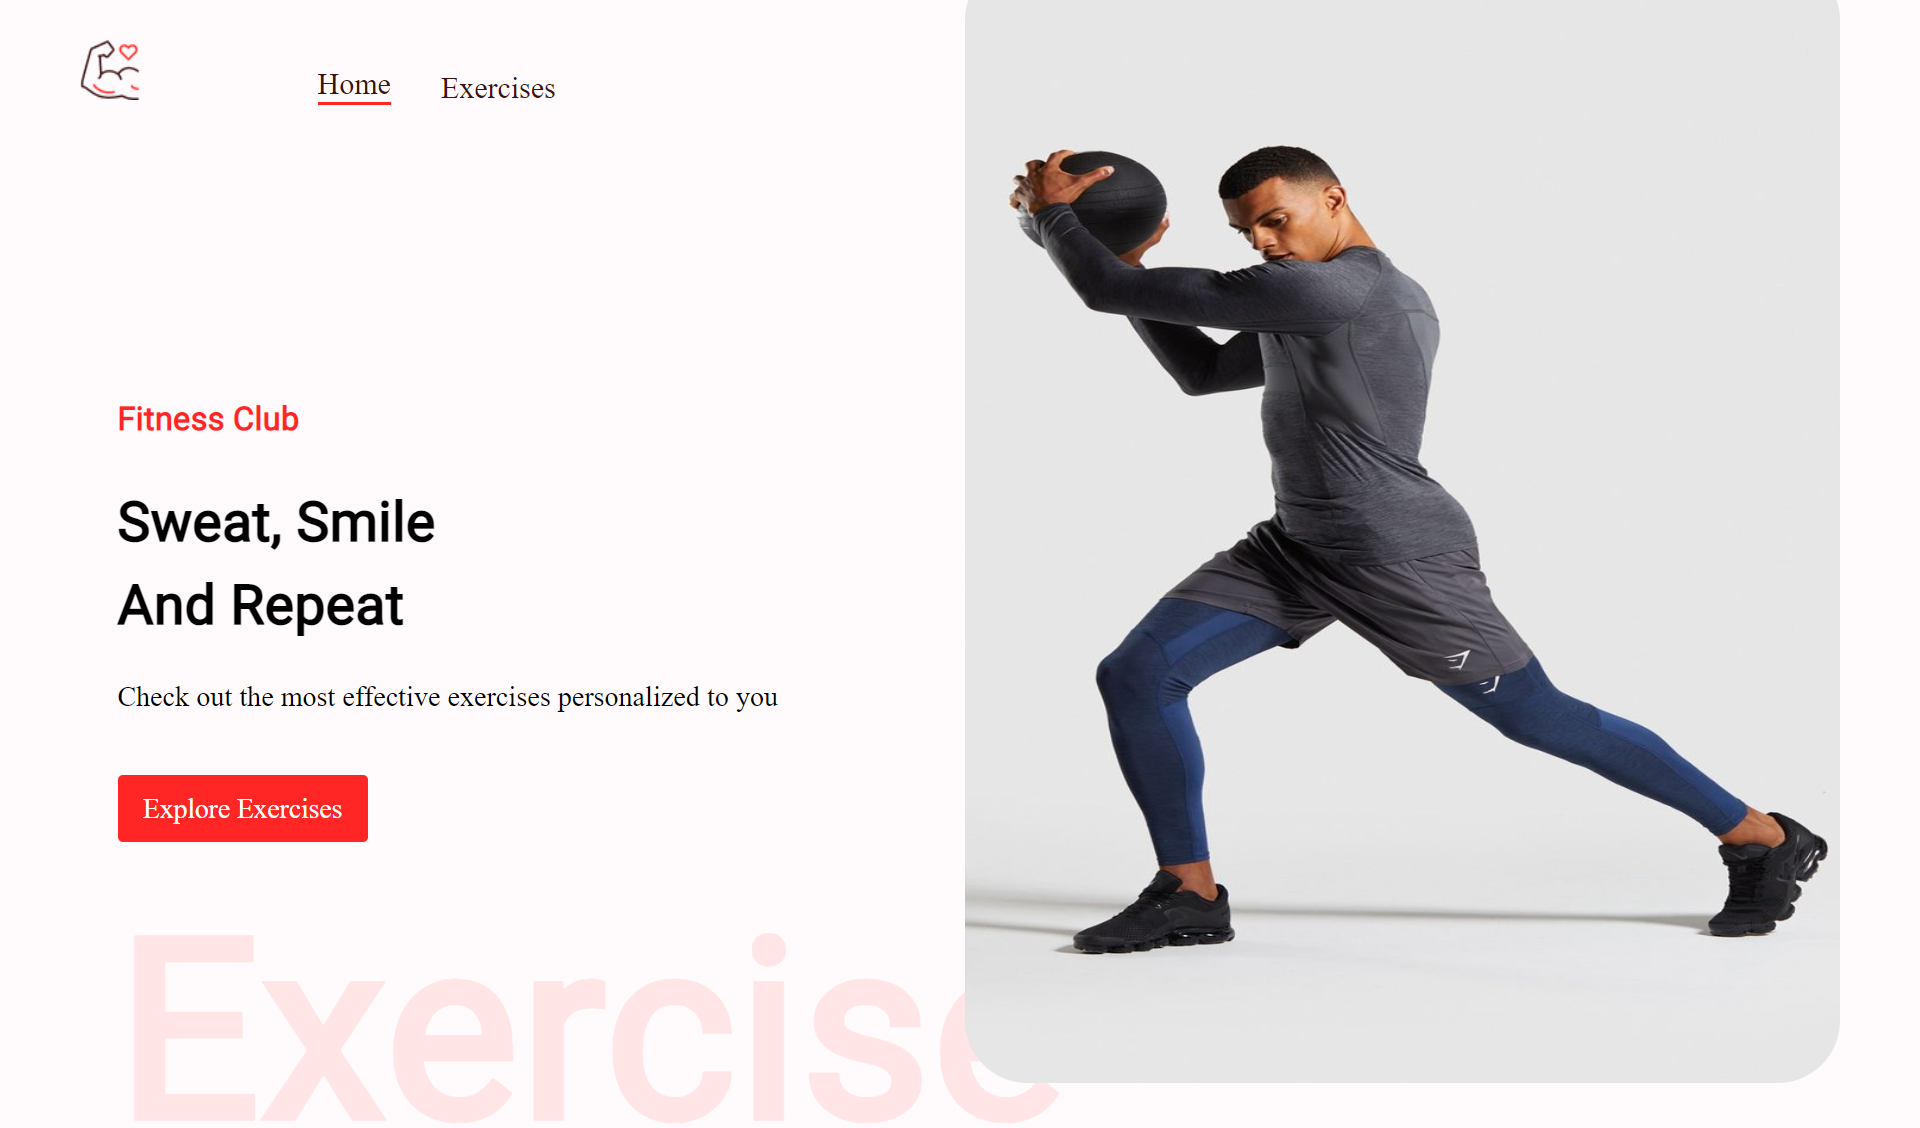 Home
Exercises
Fitness Club
Sweat, Smile
And Repeat
Check out the most effective exercises personalized to you
Explore Exercises
Exercise